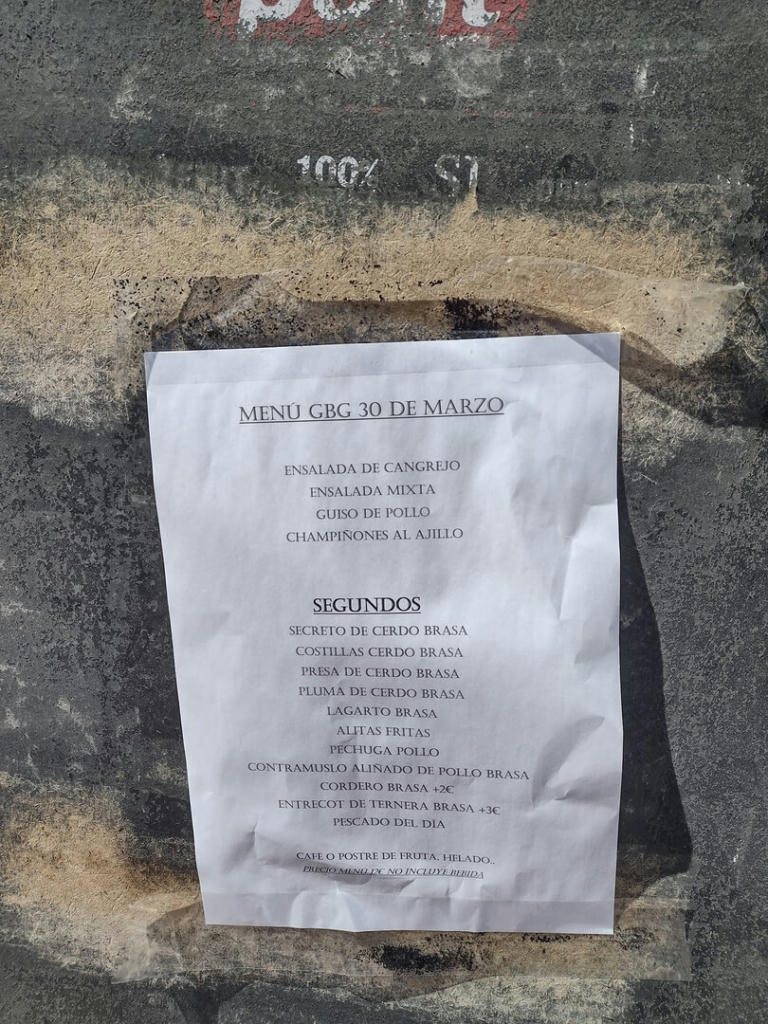 100%
MENÚ GBG 30 DE MARZO
ENSALADA DE CANGREJO
ENSALADA MIXTA
GUISO DE POLLO
CHAMPIÑONES AL AJILLO
SEGUNDOS
SECRETO DE CERDO BRASA
COSTILLAS CERDO BRASA
PRESA DE CERDO BRASA
PLUMA DE CERDO BRASA
LAGARTO BRASA
ALITAS FRITAS
PECHUGA POLLO
CONTRAMUSLO ALIÑADO DE POLLO BRASA
CORDERO BRASA +2€
ENTRECOT DE TERNERA BRASA +3€
PESCADO DEL DIA
CAFE O POSTRE DE FRUTA, HELADO..
PRECIO MENU 12€ NO INCLUYE BEBIDA